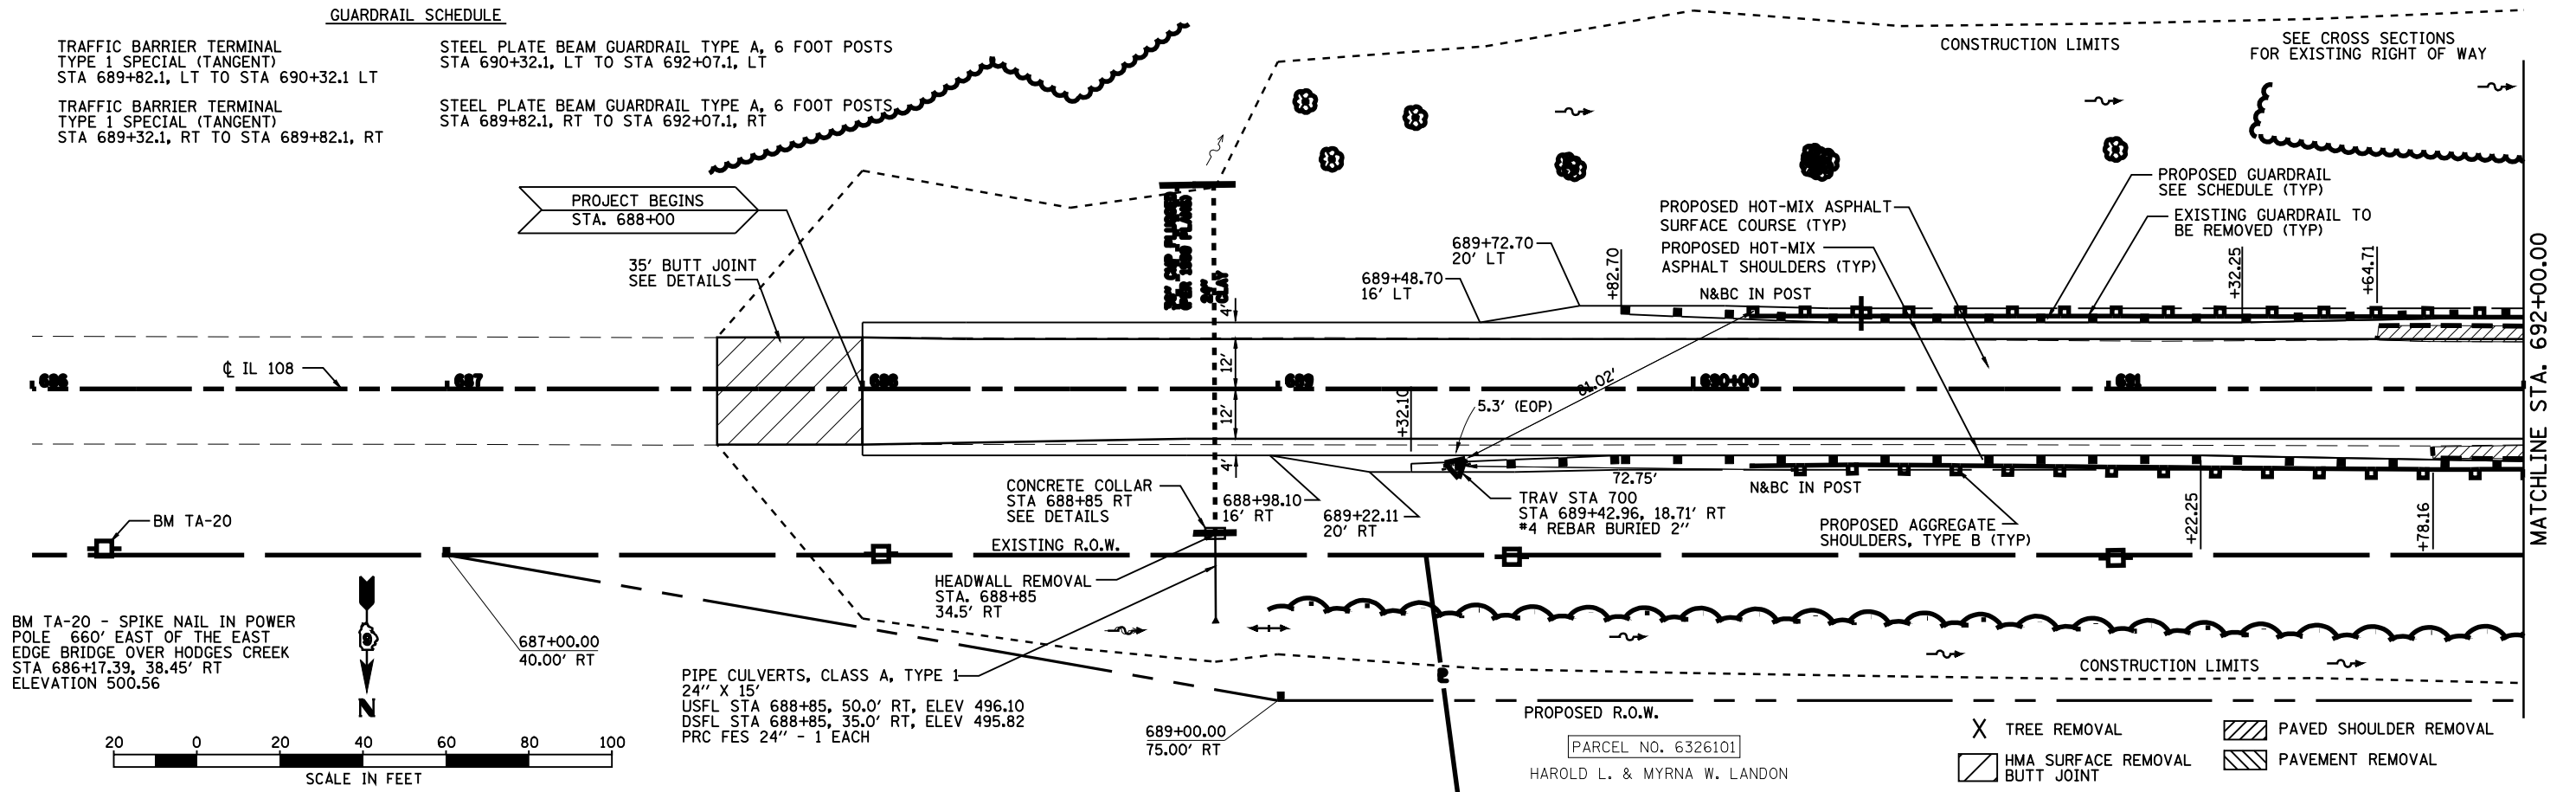 GUARDRAIL SCHEDULE
TRAFFIC BARRIER TERMINAL
TYPE 1 SPECIAL (TANGENT)
STA 689+82.1, LT TO STA 690+32.1 LT
STEEL PLATE BEAM GUARDRAIL TYPE A, 6 FOOT POSTS
STA 690+32.1, LT TO STA 692+07.1, LT
TRAFFIC BARRIER TERMINAL
TYPE 1 SPECIAL (TANGENT)
STA 689+32.1, RT TO STA 689+82.1, RT
STEEL PLATE BEAM GUARDRAIL TYPE A, 6 FOOT POSTS
STA 689+82.1, RT TO STA 692+07.1, RT
CONSTRUCTION LIMITS
SEE CROSS SECTIONS
FOR EXISTING RIGHT OF WAY
PROJECT BEGINS
STA. 688+00
35' BUTT JOINT
SEE DETAILS
CLAY
689+72.70
20' LT
689+48.70
16' LT
+82.70
PROPOSED HOT-MIX ASPHALT
SURFACE COURSE (TYP)
PROPOSED HOT-MIX
ASPHALT SHOULDERS (TYP)
N&BC IN POST
PROPOSED GUARDRAIL
SEE SCHEDULE (TYP)
EXISTING GUARDRAIL TO
BE REMOVED (TYP)
+32.25
+64.71
MATCHLINE STA. 692+00.00
4'
12'
12'
4'
℄ IL 108
686
687
688
689
690+00
691
+32.10
5.3' (EOP)
61.02'
72.75'
N&BC IN POST
CONCRETE COLLAR
STA 688+85 RT
SEE DETAILS
688+98.10
16' RT
689+22.11
20' RT
TRAV STA 700
STA 689+42.96, 18.71' RT
#4 REBAR BURIED 2"
PROPOSED AGGREGATE
SHOULDERS, TYPE B (TYP)
+22.25
+78.16
BM TA-20
EXISTING R.O.W.
HEADWALL REMOVAL
STA. 688+85
34.5' RT
BM TA-20 - SPIKE NAIL IN POWER
POLE 660' EAST OF THE EAST
EDGE BRIDGE OVER HODGES CREEK
STA 686+17.39, 38.45' RT
ELEVATION 500.56
N
687+00.00
40.00' RT
PIPE CULVERTS, CLASS A, TYPE 1
24" X 15'
USFL STA 688+85, 50.0' RT, ELEV 496.10
DSFL STA 688+85, 35.0' RT, ELEV 495.82
PRC FES 24" - 1 EACH
689+00.00
75.00' RT
CONSTRUCTION LIMITS
PROPOSED R.O.W.
PARCEL NO. 6326101
HAROLD L. & MYRNA W. LANDON
20 0 20 40 60 80 100
SCALE IN FEET
X TREE REMOVAL
HMA SURFACE REMOVAL
BUTT JOINT
PAVED SHOULDER REMOVAL
PAVEMENT REMOVAL